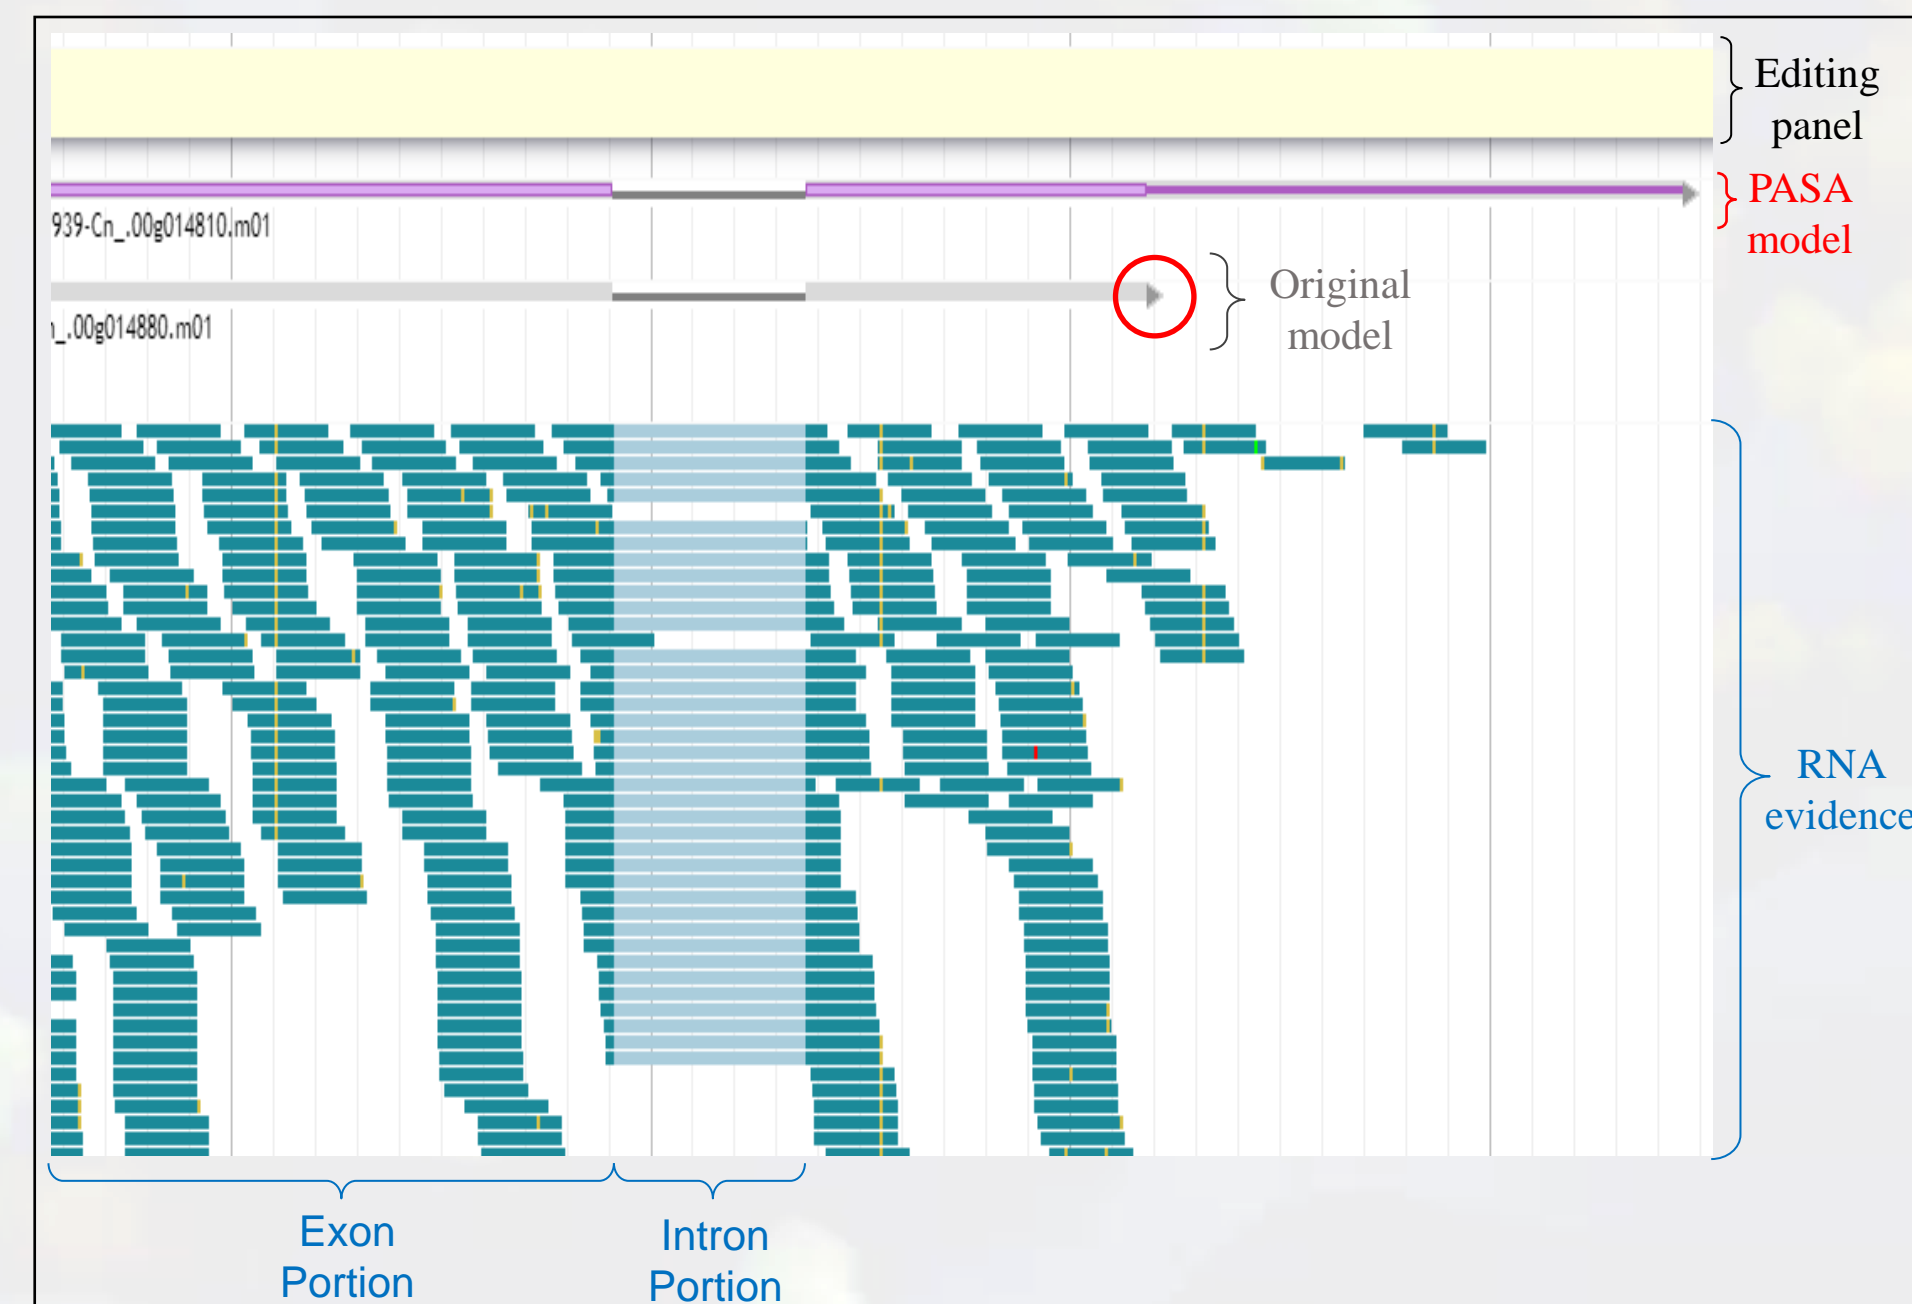 Editing
panel
PASA
model
939-Cn_.00g014810.m01
Original
model
_.00g014880.m01
RNA
evidence
Exon
Portion
Intron
Portion